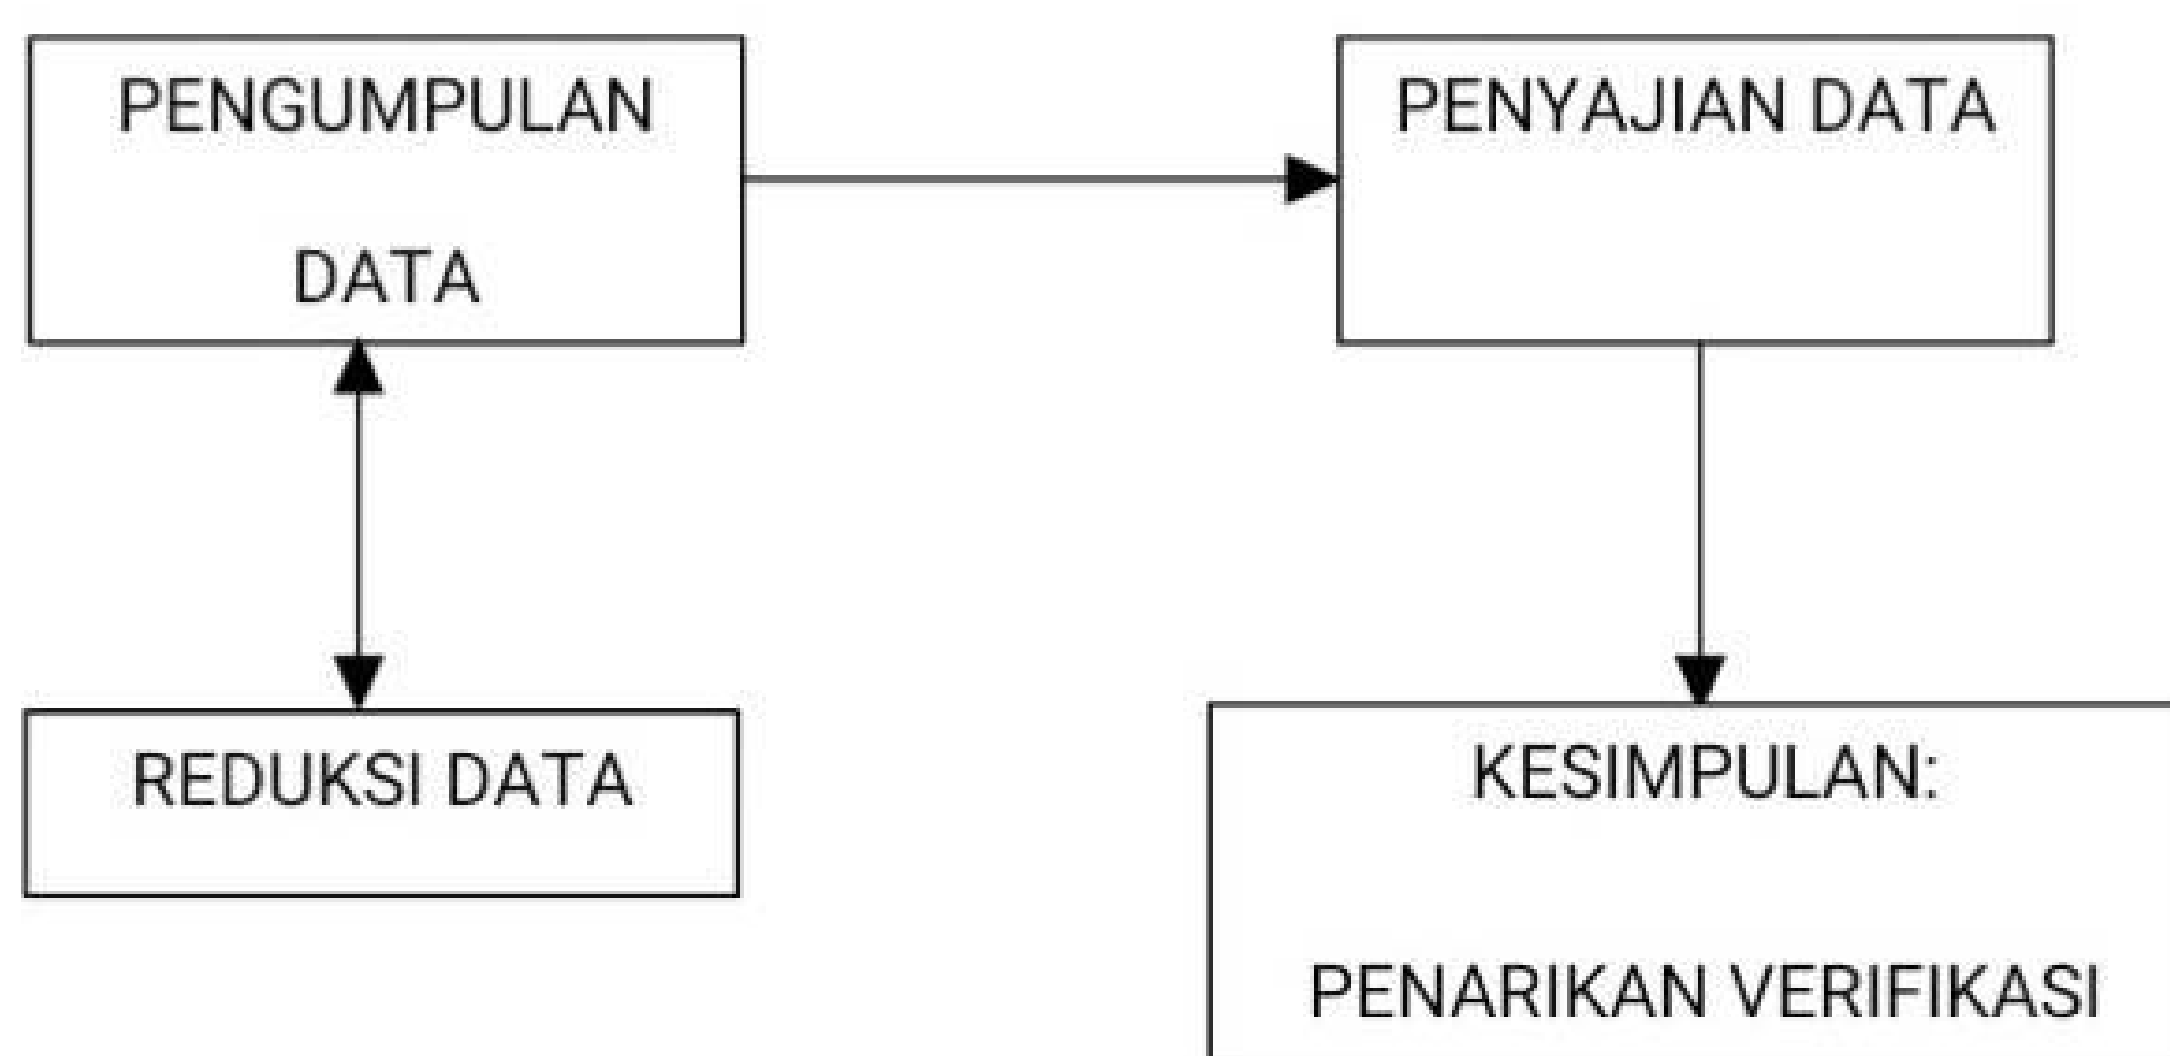 PENGUMPULAN
DATA
PENYAJIAN DATA
REDUKSI DATA
KESIMPULAN:
PENARIKAN VERIFIKASI